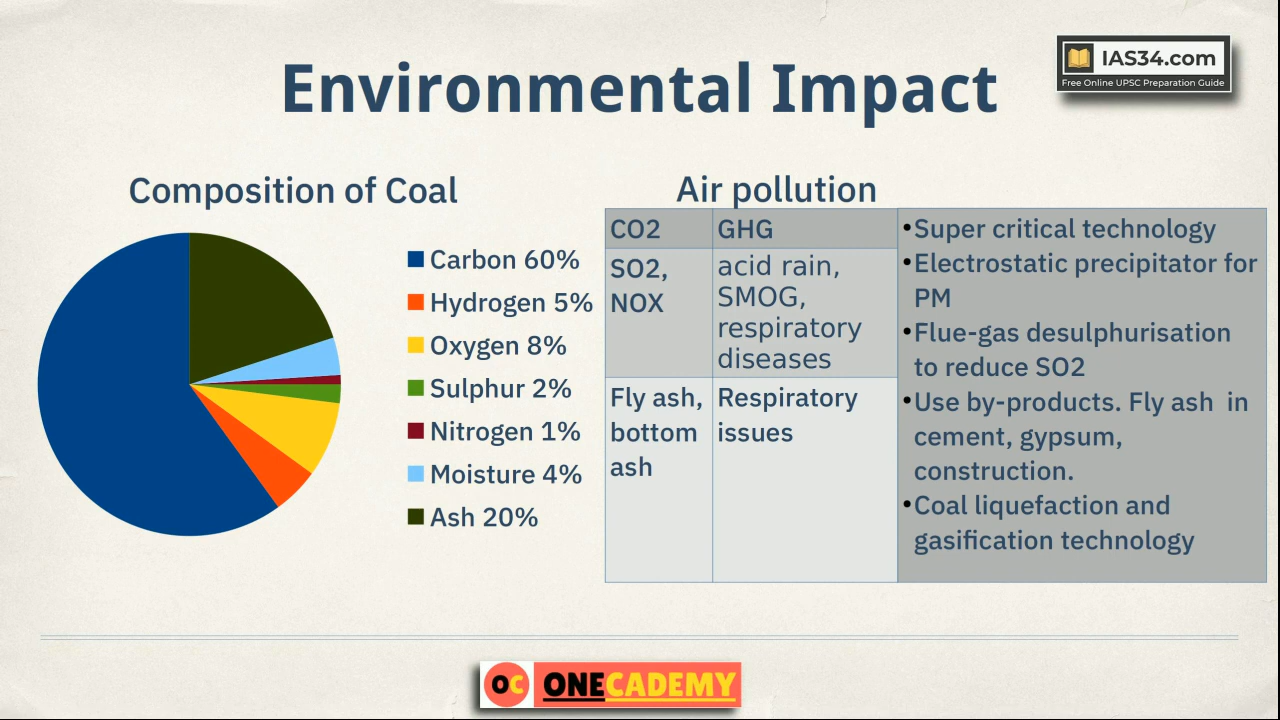 Environmental Impact
IAS34.com
Free Online UPSC Preparation Guide
Composition of Coal
Carbon 60%
Hydrogen 5%
Oxygen 8%
Sulphur 2%
Nitrogen 1%
Moisture 4%
Ash 20%
Air pollution
CO2
GHG
SO2,
NOX
acid rain,
SMOG,
respiratory
diseases
Fly ash,
bottom
ash
Respiratory
issues
•Super critical technology
•Electrostatic precipitator for
PM
•Flue-gas desulphurisation
to reduce SO2
•Use by-products. Fly ash in
cement, gypsum,
construction.
•Coal liquefaction and
gasification technology
OC ONECADEMY